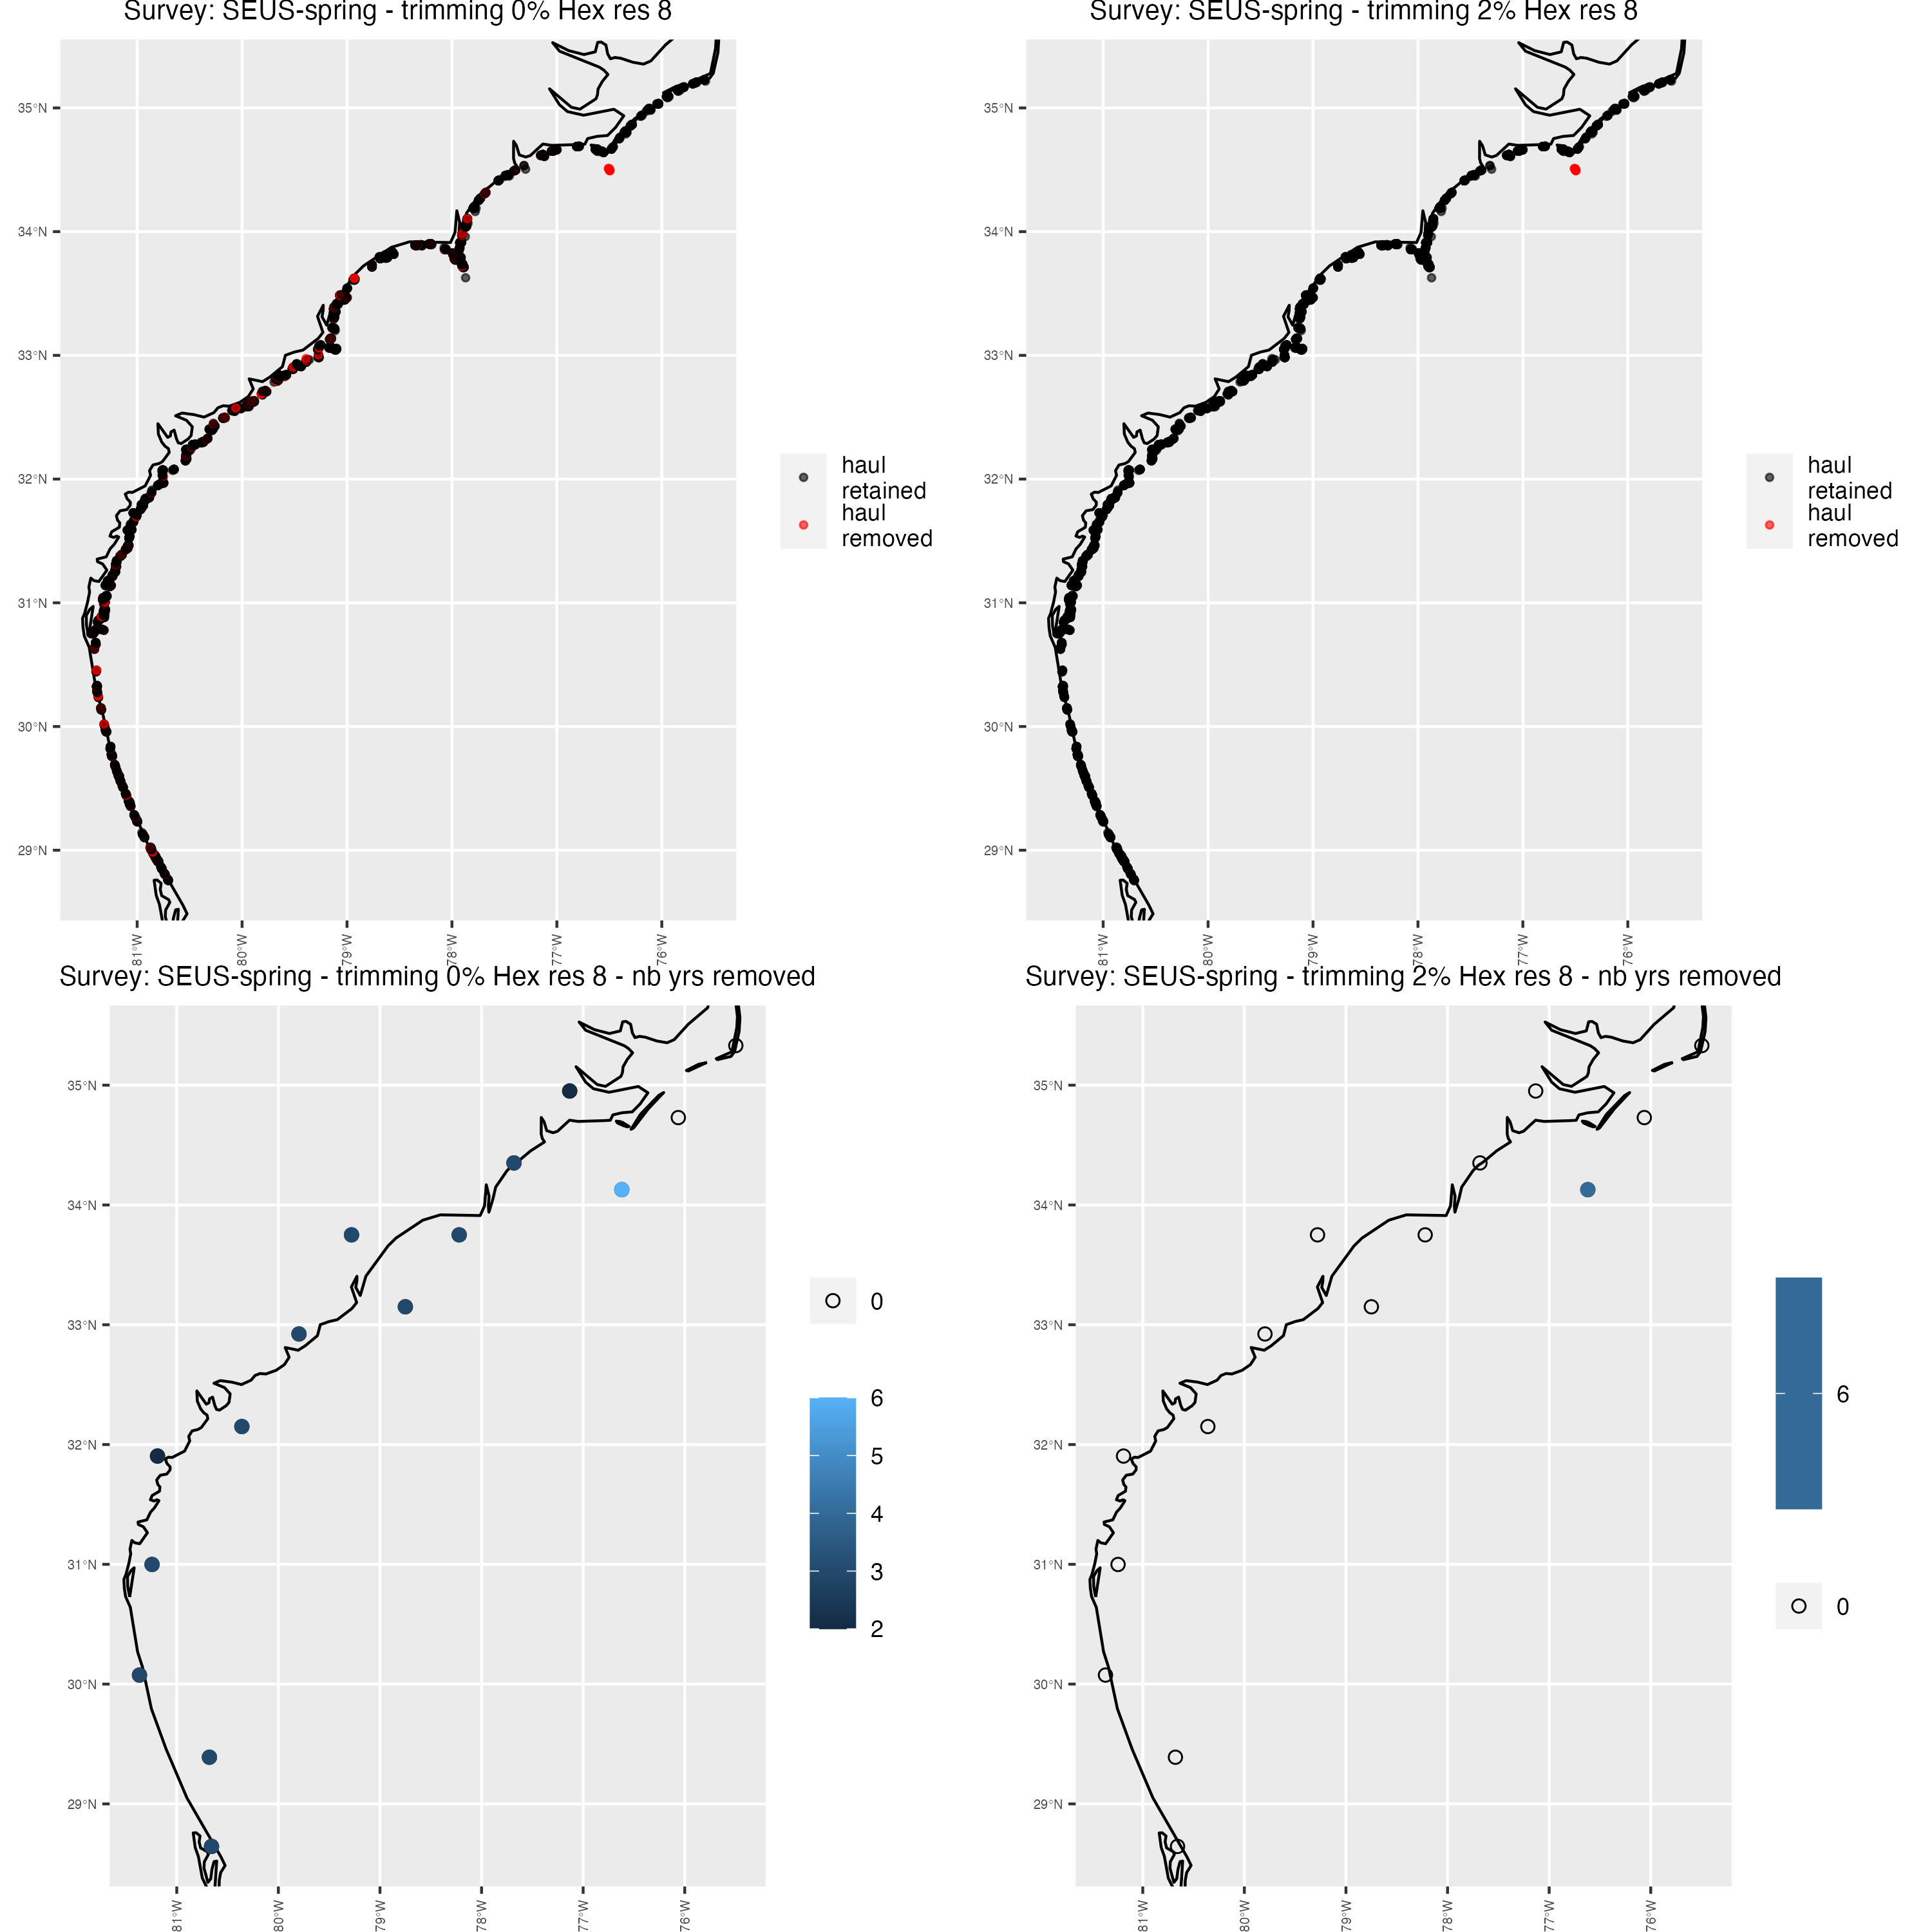 Survey: SEUS-spring - trimming 0% Hex res 8
35°N
34°N
33°N
32°N
31°N
30°N
29°N
81°W
80°W
79°W
78°W
77°W
76°W
haul
retained
haul
removed
Survey: SEUS-spring - trimming 2% Hex res 8
35°N
34°N
33°N
32°N
31°N
30°N
29°N
81°W
80°W
79°W
78°W
77°W
76°W
haul
retained
haul
removed
Survey: SEUS-spring - trimming 0% Hex res 8 - nb yrs removed
35°N
34°N
33°N
32°N
31°N
30°N
29°N
81°W
80°W
79°W
78°W
77°W
76°W
0
6
5
4
3
2
Survey: SEUS-spring - trimming 2% Hex res 8 - nb yrs removed
35°N
34°N
33°N
32°N
31°N
30°N
29°N
81°W
80°W
79°W
78°W
77°W
76°W
6
0